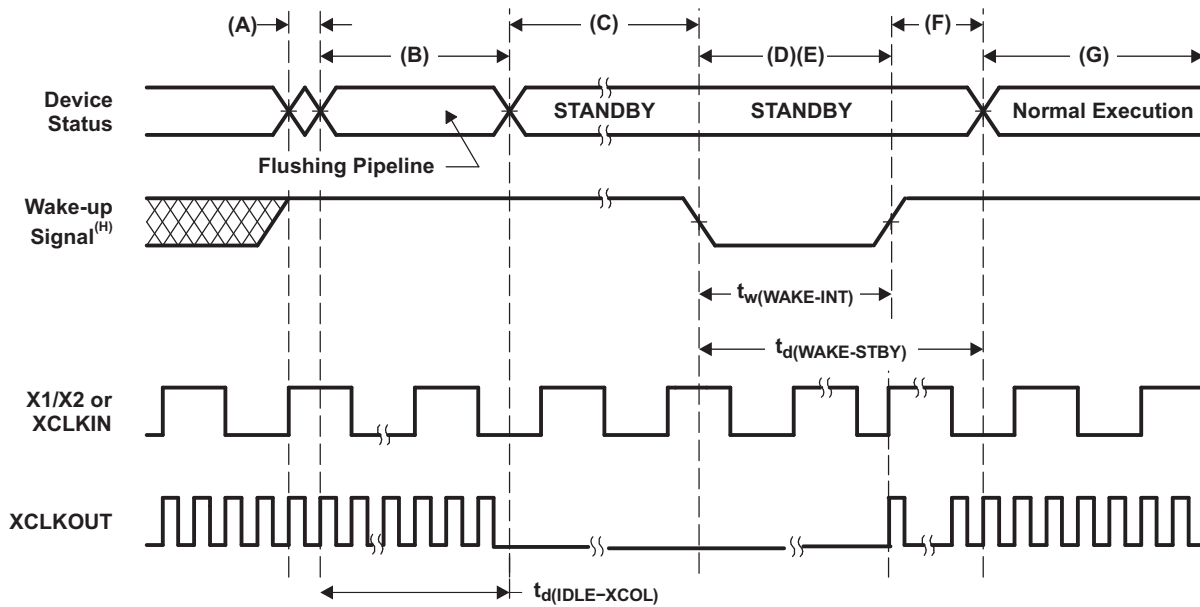 (A)
(C)
(F)
(B)
(D)(E)
(G)
Device
Status
STANDBY
STANDBY
Normal Execution
Flushing Pipeline
Wake-up
Signal(H)
tw(WAKE-INT)
td(WAKE-STBY)
X1/X2 or
XCLKIN
XCLKOUT
td(IDLE−XCOL)